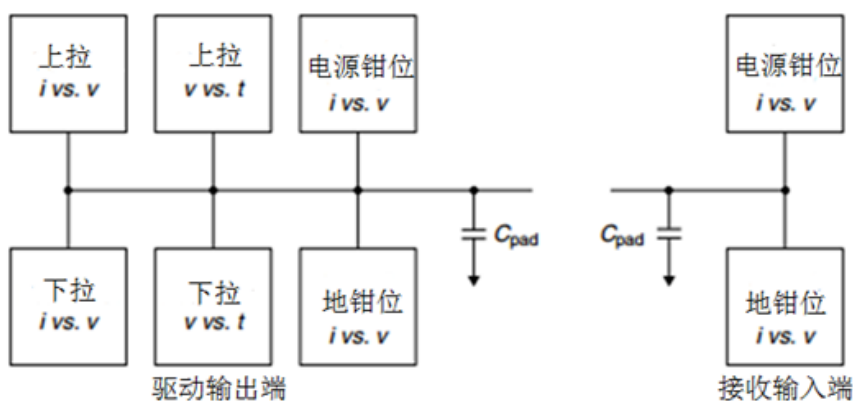 上拉
i vs. v
上拉
v vs. t
电源钳位
i vs. v
电源钳位
i vs. v
Cpad
Cpad
下拉
i vs. v
下拉
v vs. t
地钳位
i vs. v
地钳位
i vs. v
驱动输出端
接收输入端